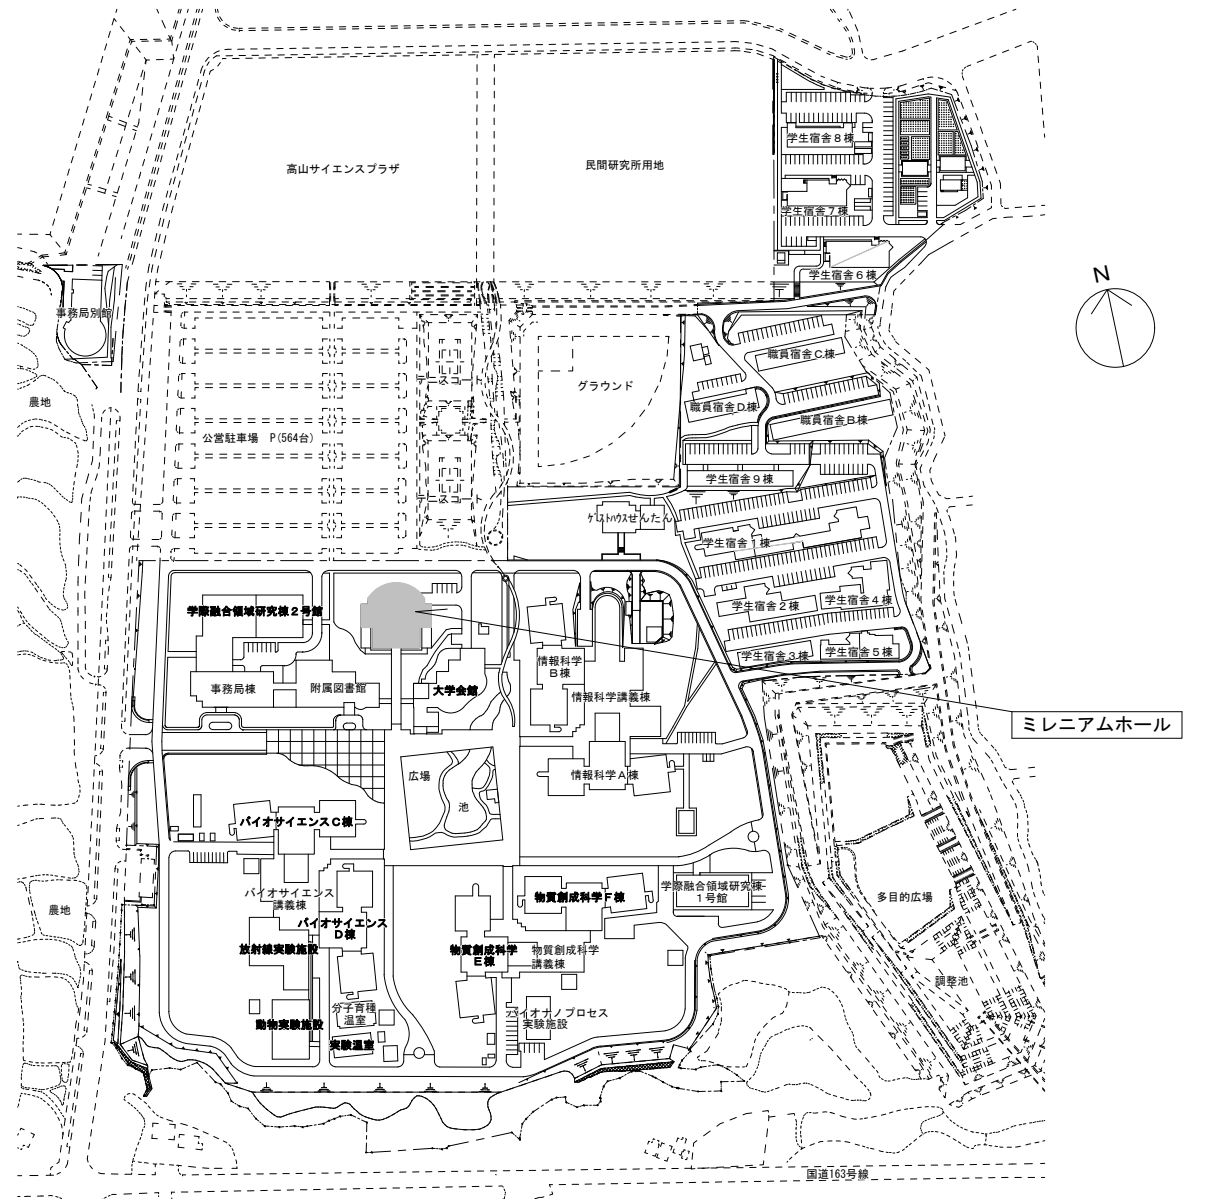 学生宿舎８棟
高山サイエンスプラザ
民間研究所用地
学生宿舎７棟
学生宿舎６棟
N
事務局別館
職員宿舎C棟
テニスコート
グラウンド
農地
職員宿舎D棟
職員宿舎B棟
公営駐車場　P(564台)
学生宿舎９棟
テニスコート
ゲストハウスせんたん
学生宿舎１棟
学生宿舎２棟
学生宿舎４棟
学際融合領域研究棟２号館
学生宿舎３棟
学生宿舎５棟
情報科学
B棟
事務局棟
附属図書館
大学会館
情報科学講義棟
ミレニアムホール
広場
情報科学A棟
池
バイオサイエンスC棟
バイオサイエンス
講義棟
物質創成科学F棟
学際融合領域研究棟
１号館
多目的広場
農地
バイオサイエンス
D棟
放射線実験施設
物質創成科学
E棟
物質創成科学
講義棟
調整池
分子育種
温室
動物実験施設
バイオナノプロセス
実験施設
実験温室
国道163号線